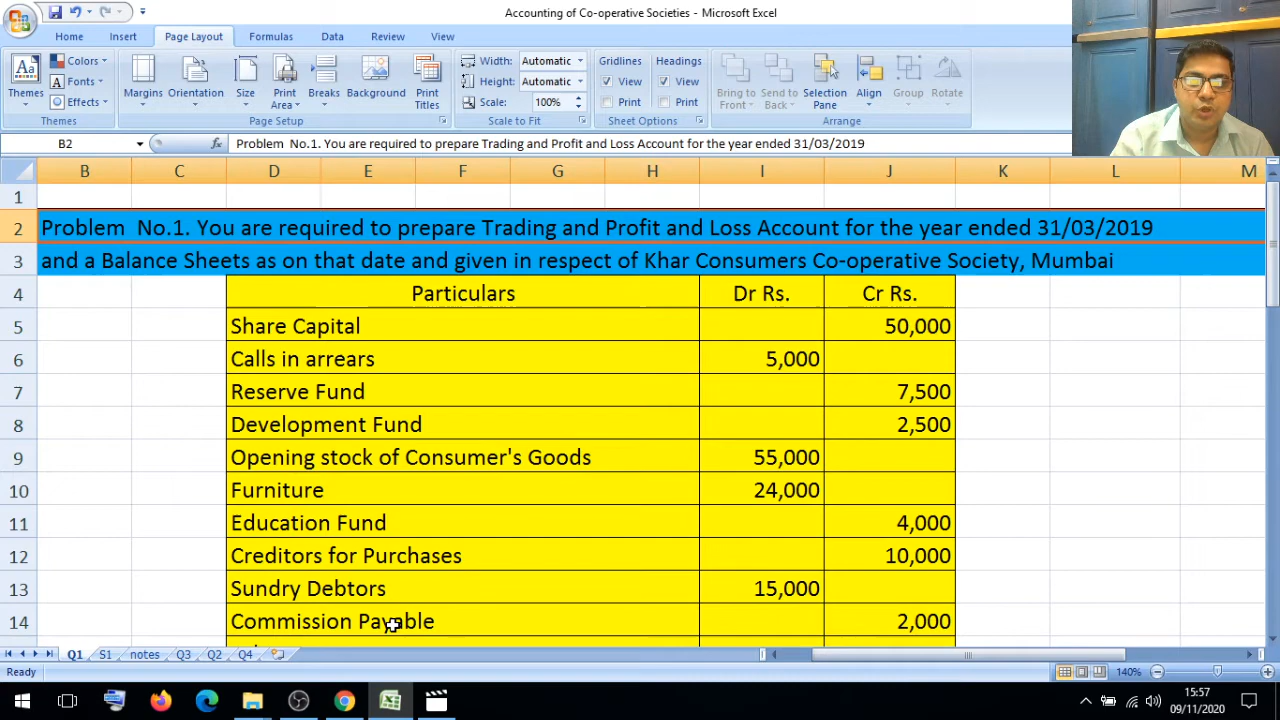 Accounting of Co-operative Societies - Microsoft Excel
Home Insert Page Layout Formulas Data Review View
Themes Colors Fonts Effects Margins Orientation Size Print Area Breaks Background Print Titles Width: Automatic Height: Automatic Scale: 100% Gridlines View Print Headings View Print Bring to Front Send to Back Selection Pane Align Group Rotate
Themes Page Setup Scale to Fit Sheet Options Arrange
B2 fx Problem No.1. You are required to prepare Trading and Profit and Loss Account for the year ended 31/03/2019
B C D E F G H I J K L M
1
2 Problem No.1. You are required to prepare Trading and Profit and Loss Account for the year ended 31/03/2019
3 and a Balance Sheets as on that date and given in respect of Khar Consumers Co-operative Society, Mumbai
4 Particulars Dr Rs. Cr Rs.
5 Share Capital 50,000
6 Calls in arrears 5,000
7 Reserve Fund 7,500
8 Development Fund 2,500
9 Opening stock of Consumer's Goods 55,000
10 Furniture 24,000
11 Education Fund 4,000
12 Creditors for Purchases 10,000
13 Sundry Debtors 15,000
14 Commission Payable 2,000
Q1 S1 notes Q3 Q2 Q4
Ready 140%
15:57
09/11/2020